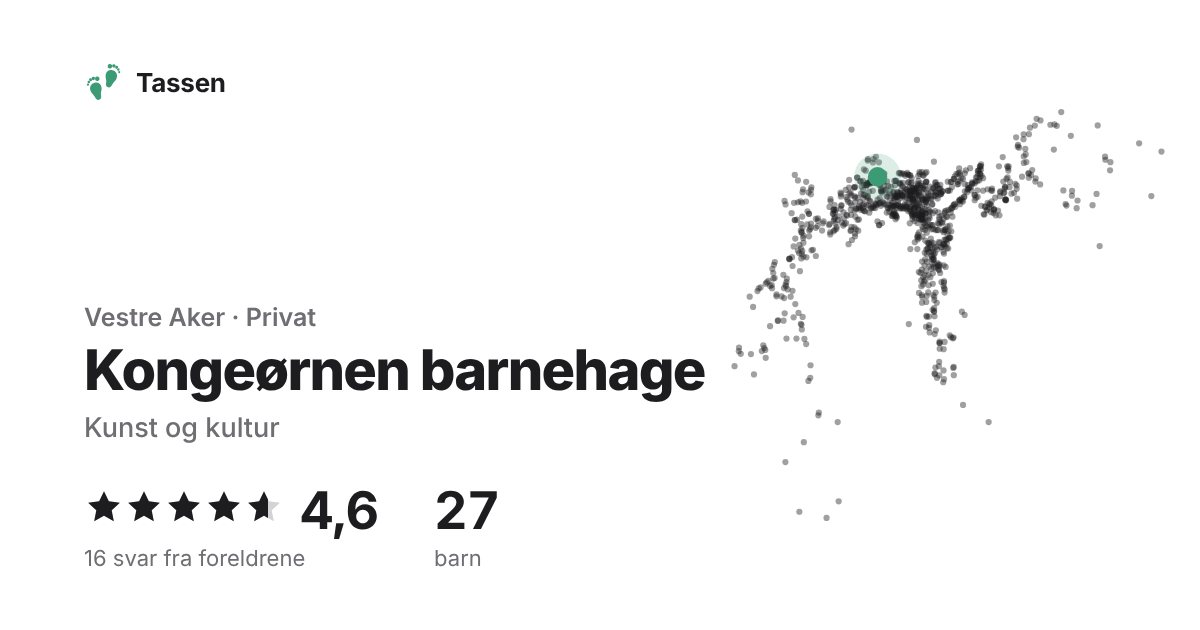 Tassen
Vestre Aker · Privat
Kongeørnen barnehage
Kunst og kultur
4,6
27
16 svar fra foreldrene
barn